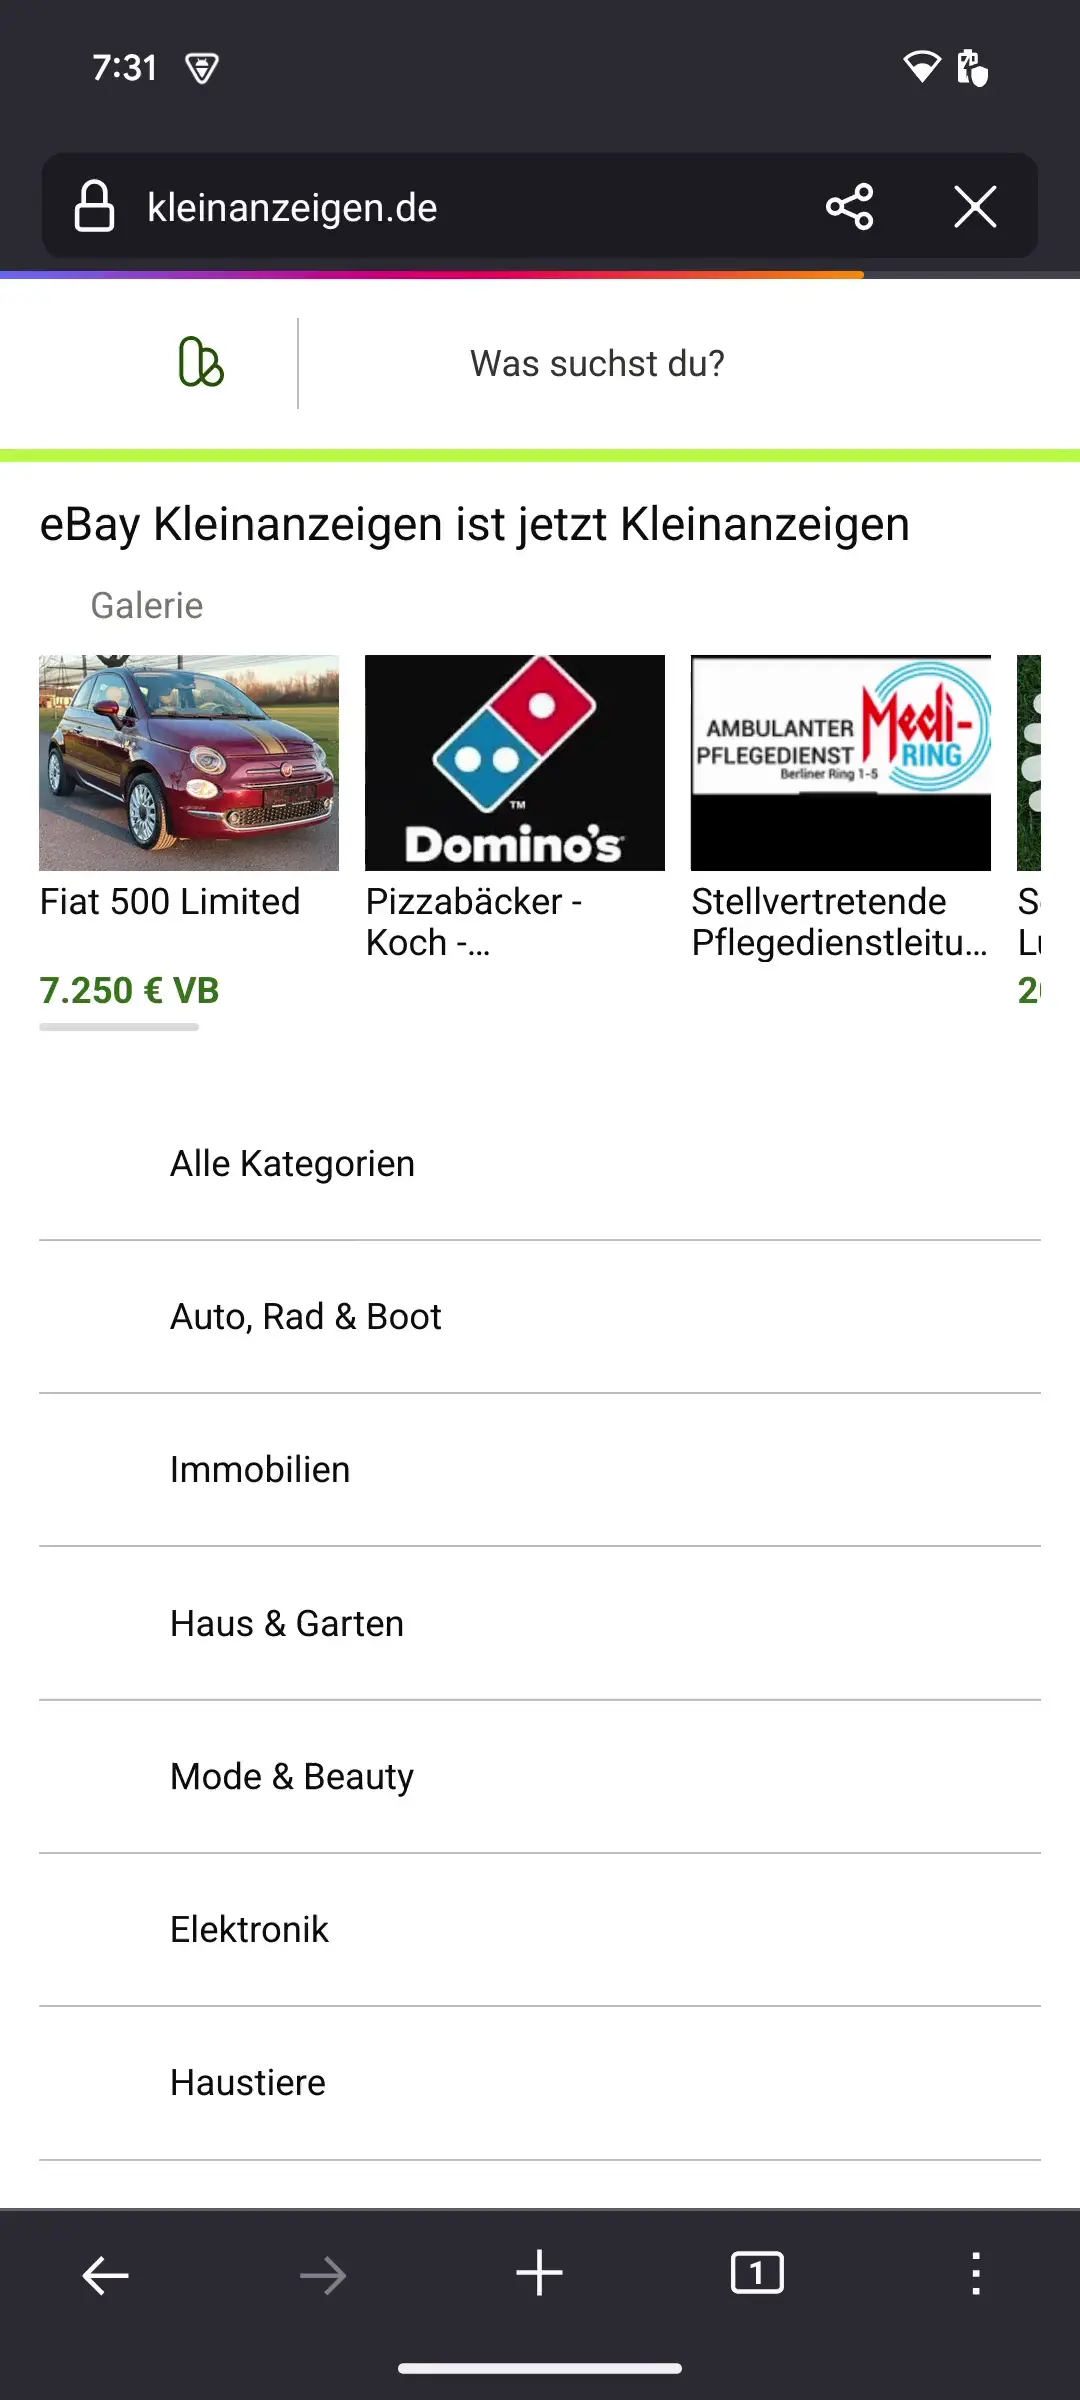 7:31
kleinanzeigen.de
Was suchst du?
eBay Kleinanzeigen ist jetzt Kleinanzeigen
Galerie
Domino's
TM
AMBULANTER
PFLEGEDIENST
Berliner Ring 1-5
Medi-
RING
Fiat 500 Limited
7.250 € VB
Pizzabäcker -
Koch -...
Stellvertretende
Pflegedienstleitu...
Alle Kategorien
Auto, Rad & Boot
Immobilien
Haus & Garten
Mode & Beauty
Elektronik
Haustiere
1